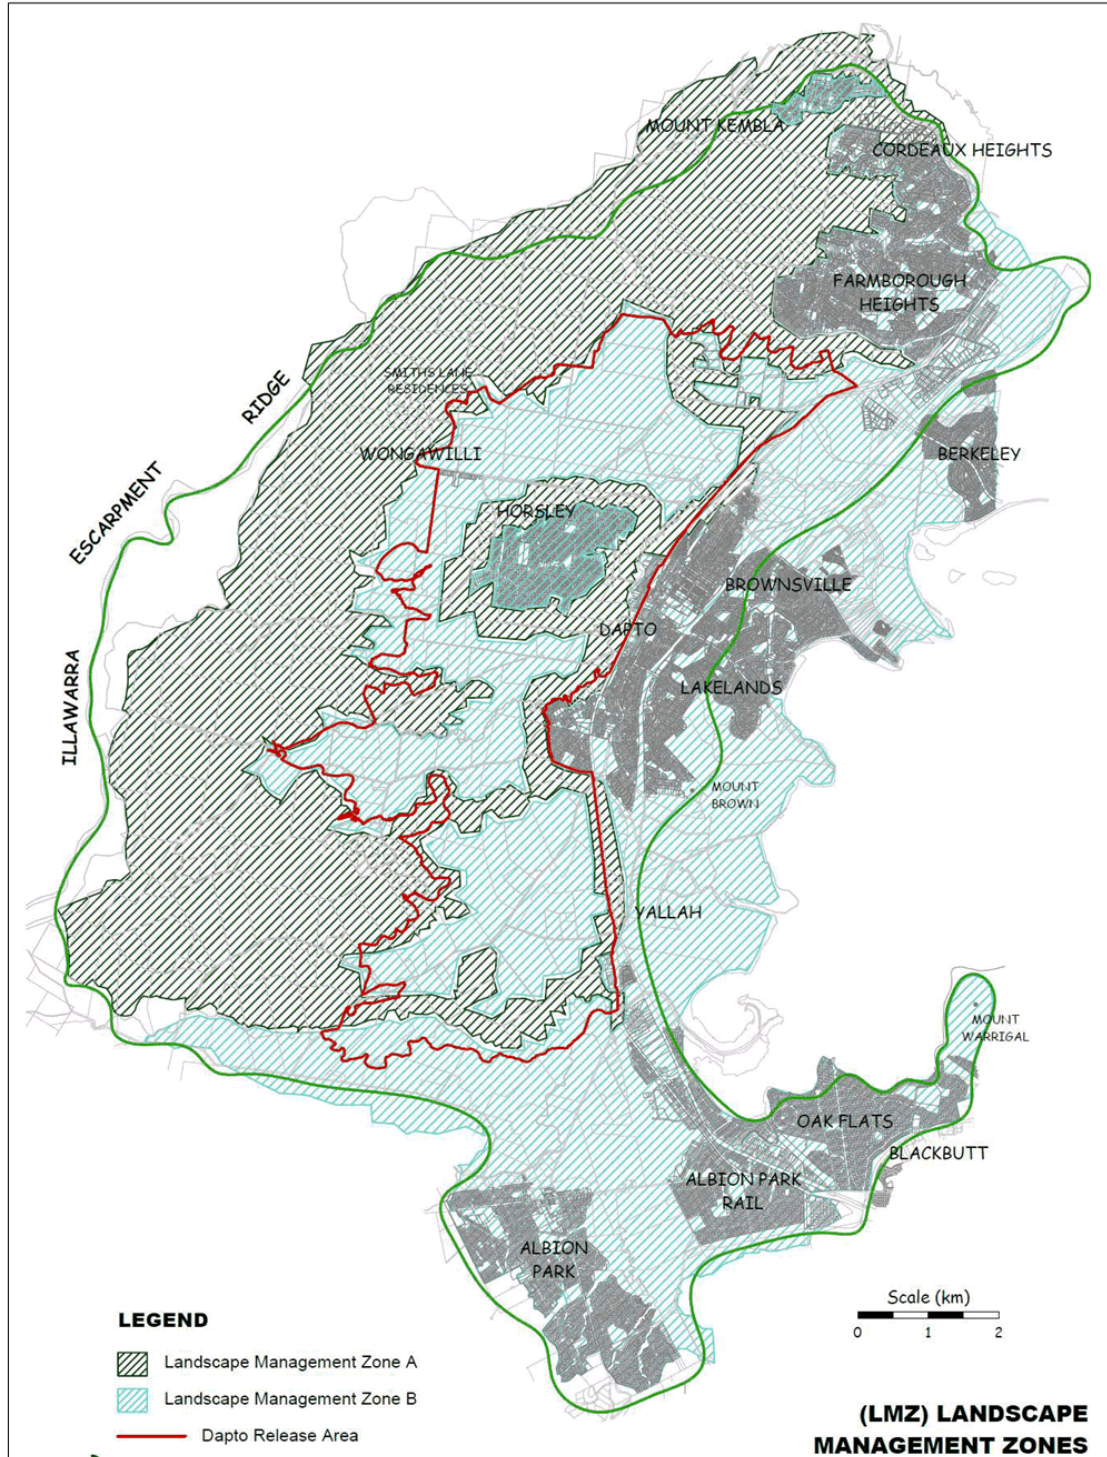 MOUNT KEMBLA
CORDEAUX HEIGHTS
FARMBOROUGH
HEIGHTS
SMITHS LANE
RESIDENCES
RIDGE
WONGAWILLI
BERKELEY
ESCARPMENT
HORSLEY
BROWNSVILLE
DAPTO
LAKELANDS
ILLAWARRA
MOUNT
BROWN
YALLAH
MOUNT
WARRIGAL
OAK FLATS
BLACKBUTT
ALBION PARK
RAIL
ALBION
PARK
Scale (km)
0 1 2
LEGEND
Landscape Management Zone A
Landscape Management Zone B
Dapto Release Area
(LMZ) LANDSCAPE
MANAGEMENT ZONES